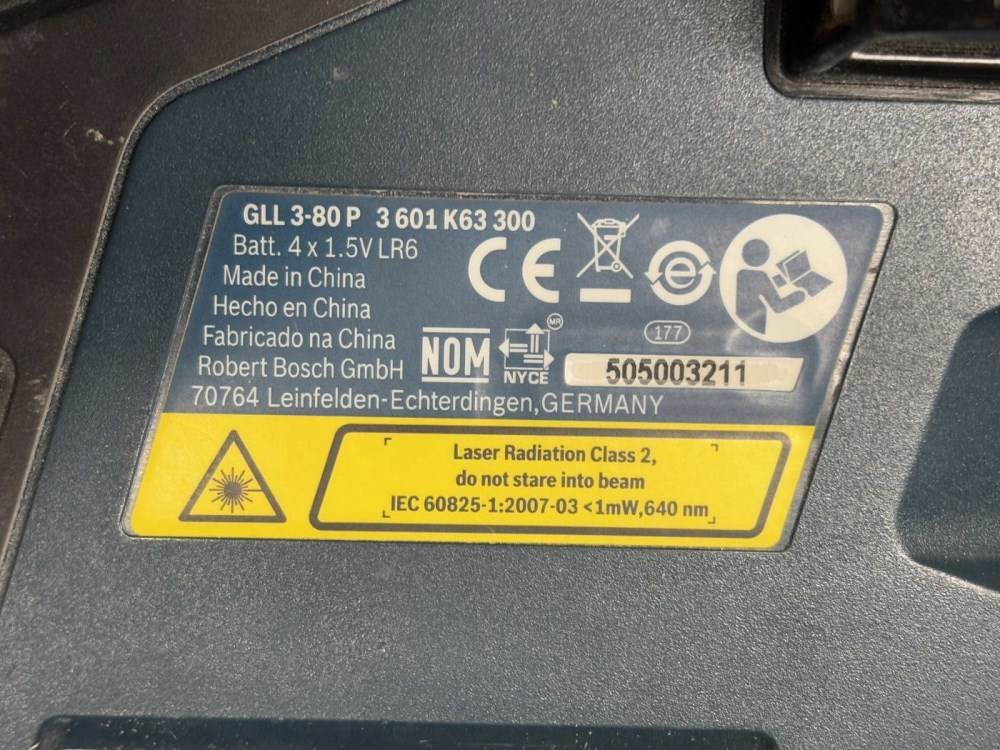 GLL 3-80 P 3 601 K63 300
Batt. 4 x 1.5V LR6
Made in China
Hecho en China
Fabricado na China
Robert Bosch GmbH
70764 Leinfelden-Echterdingen, GERMANY
CE
e
NOM
MR
NYCE
177
505003211
Laser Radiation Class 2,
do not stare into beam
IEC 60825-1:2007-03 <1mW,640 nm